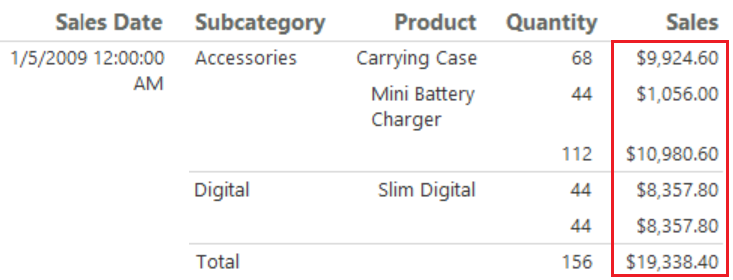 Sales Date Subcategory Product Quantity Sales
1/5/2009 12:00:00 Accessories Carrying Case 68 $9,924.60
AM Mini Battery 44 $1,056.00
Charger
112 $10,980.60
Digital Slim Digital 44 $8,357.80
44 $8,357.80
Total 156 $19,338.40